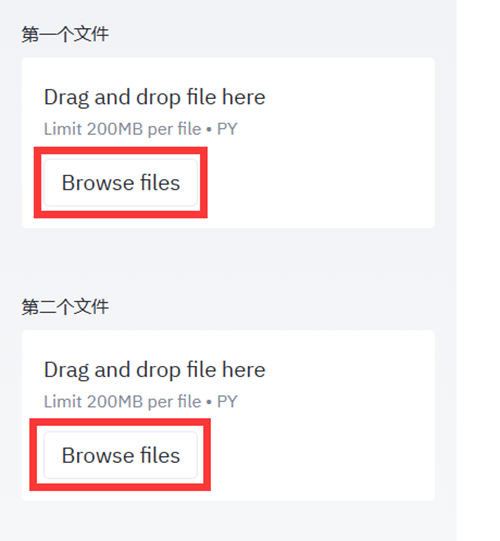 第一个文件
Drag and drop file here
Limit 200MB per file • PY
Browse files
第二个文件
Drag and drop file here
Limit 200MB per file • PY
Browse files